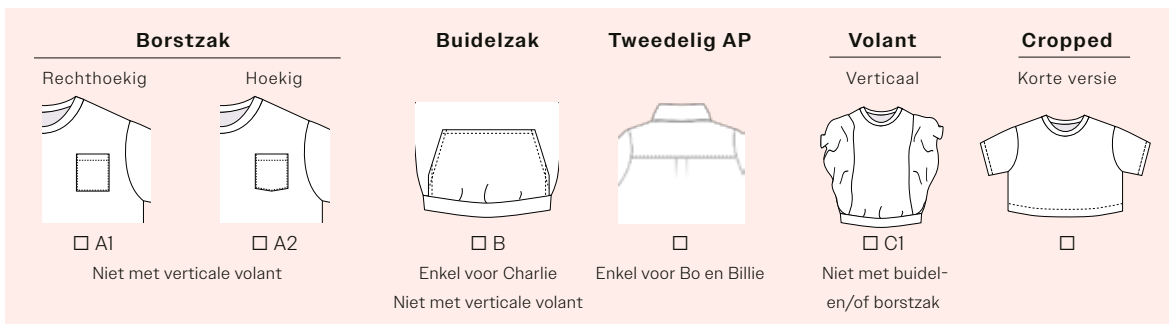 Borstzak
Rechthoekig
Hoekig
☐ A1
☐ A2
Niet met verticale volant
Buidelzak
☐ B
Enkel voor Charlie
Niet met verticale volant
Tweedelig AP
☐
Enkel voor Bo en Billie
Volant
Verticaal
☐ C1
Niet met buidel-
en/of borstzak
Cropped
Korte versie
☐